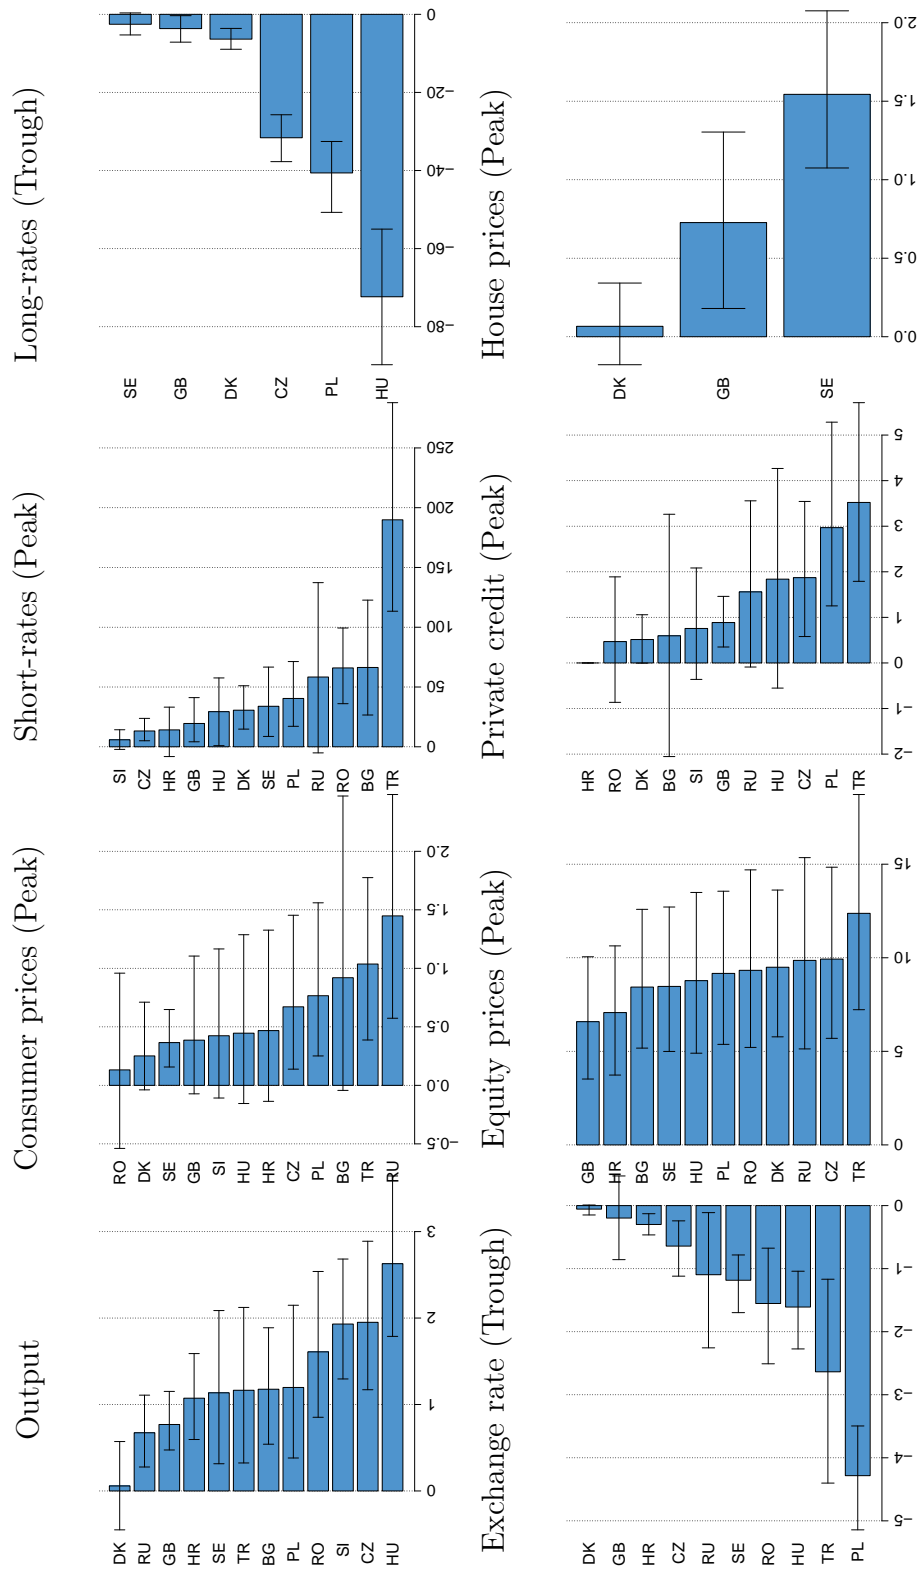 Output
DK
RU
GB
HR
SE
TR
BG
PL
RO
SI
CZ
HU
0
1
2
3
Consumer prices (Peak)
RO
DK
SE
GB
SI
HU
HR
CZ
PL
BG
TR
RU
−0.5
0.0
0.5
1.0
1.5
2.0
Short-rates (Peak)
SI
CZ
HR
GB
HU
DK
SE
PL
RU
RO
BG
TR
0
50
100
150
200
250
Long-rates (Trough)
SE
GB
DK
CZ
PL
HU
−80
−60
−40
−20
0
Exchange rate (Trough)
DK
GB
HR
CZ
RU
SE
RO
HU
TR
PL
−5
−4
−3
−2
−1
0
Equity prices (Peak)
GB
HR
BG
SE
HU
PL
RO
DK
RU
CZ
TR
0
5
10
15
Private credit (Peak)
HR
RO
DK
BG
SI
GB
RU
HU
CZ
PL
TR
−2
−1
0
1
2
3
4
5
House prices (Peak)
DK
GB
SE
0.0
0.5
1.0
1.5
2.0